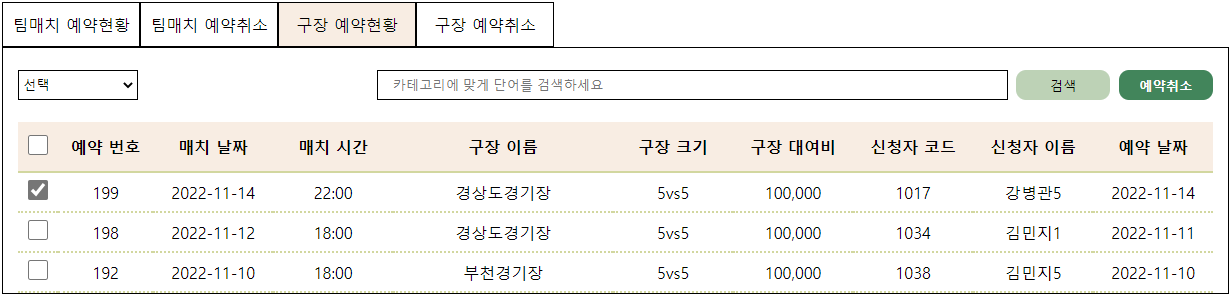 팀매치 예약현황 팀매치 예약취소 구장 예약현황 구장 예약취소
선택 카테고리에 맞게 단어를 검색하세요 검색 예약취소
예약 번호 매치 날짜 매치 시간 구장 이름 구장 크기 구장 대여비 신청자 코드 신청자 이름 예약 날짜
199 2022-11-14 22:00 경상도경기장 5vs5 100,000 1017 강병관5 2022-11-14
198 2022-11-12 18:00 경상도경기장 5vs5 100,000 1034 김민지1 2022-11-11
192 2022-11-10 18:00 부천경기장 5vs5 100,000 1038 김민지5 2022-11-10